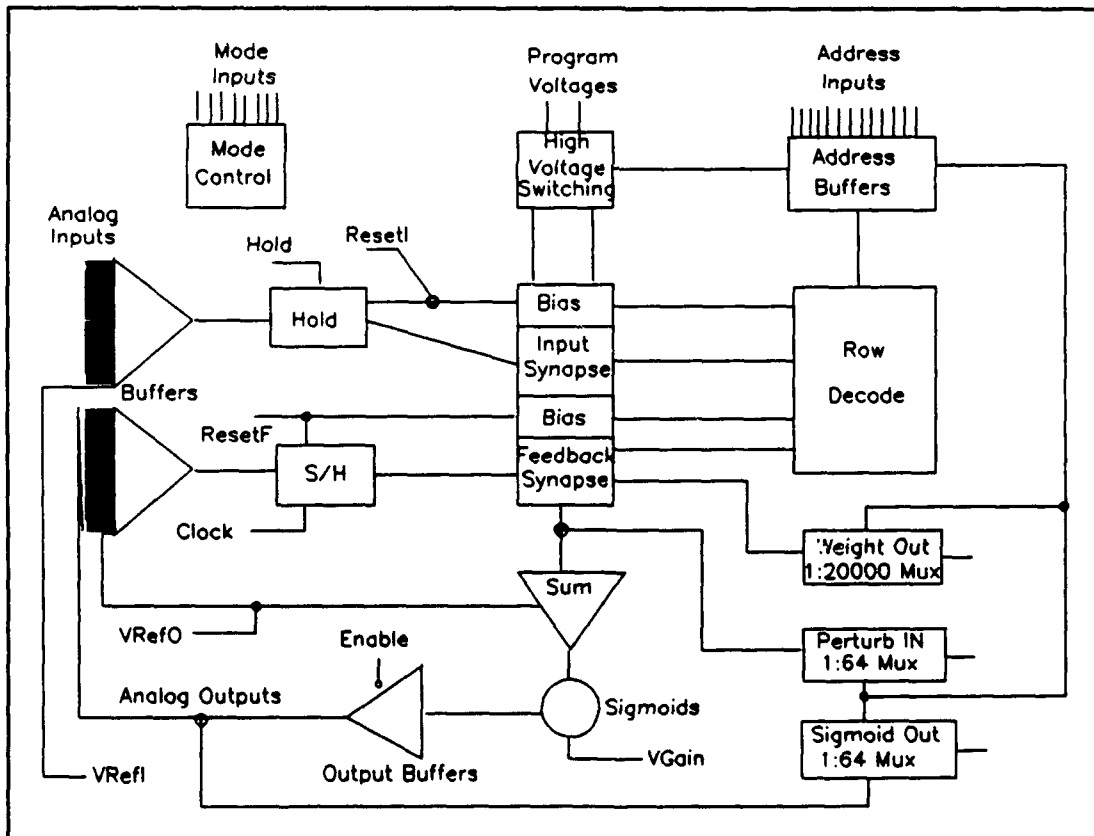 Mode
Inputs
Mode
Control
Program
Voltages
High
Voltage
Switching
Address
Inputs
Address
Buffers
Analog
Inputs
Hold
ResetI
Hold
Bias
Input
Synapse
Row
Decode
Buffers
ResetF
Bias
Feedback
Synapse
S/H
Clock
Weight Out
1:20000 Mux
Sum
VRefO
Enable
Perturb IN
1:64 Mux
Analog Outputs
Sigmoids
Sigmoid Out
1:64 Mux
VRefI
Output Buffers
VGain